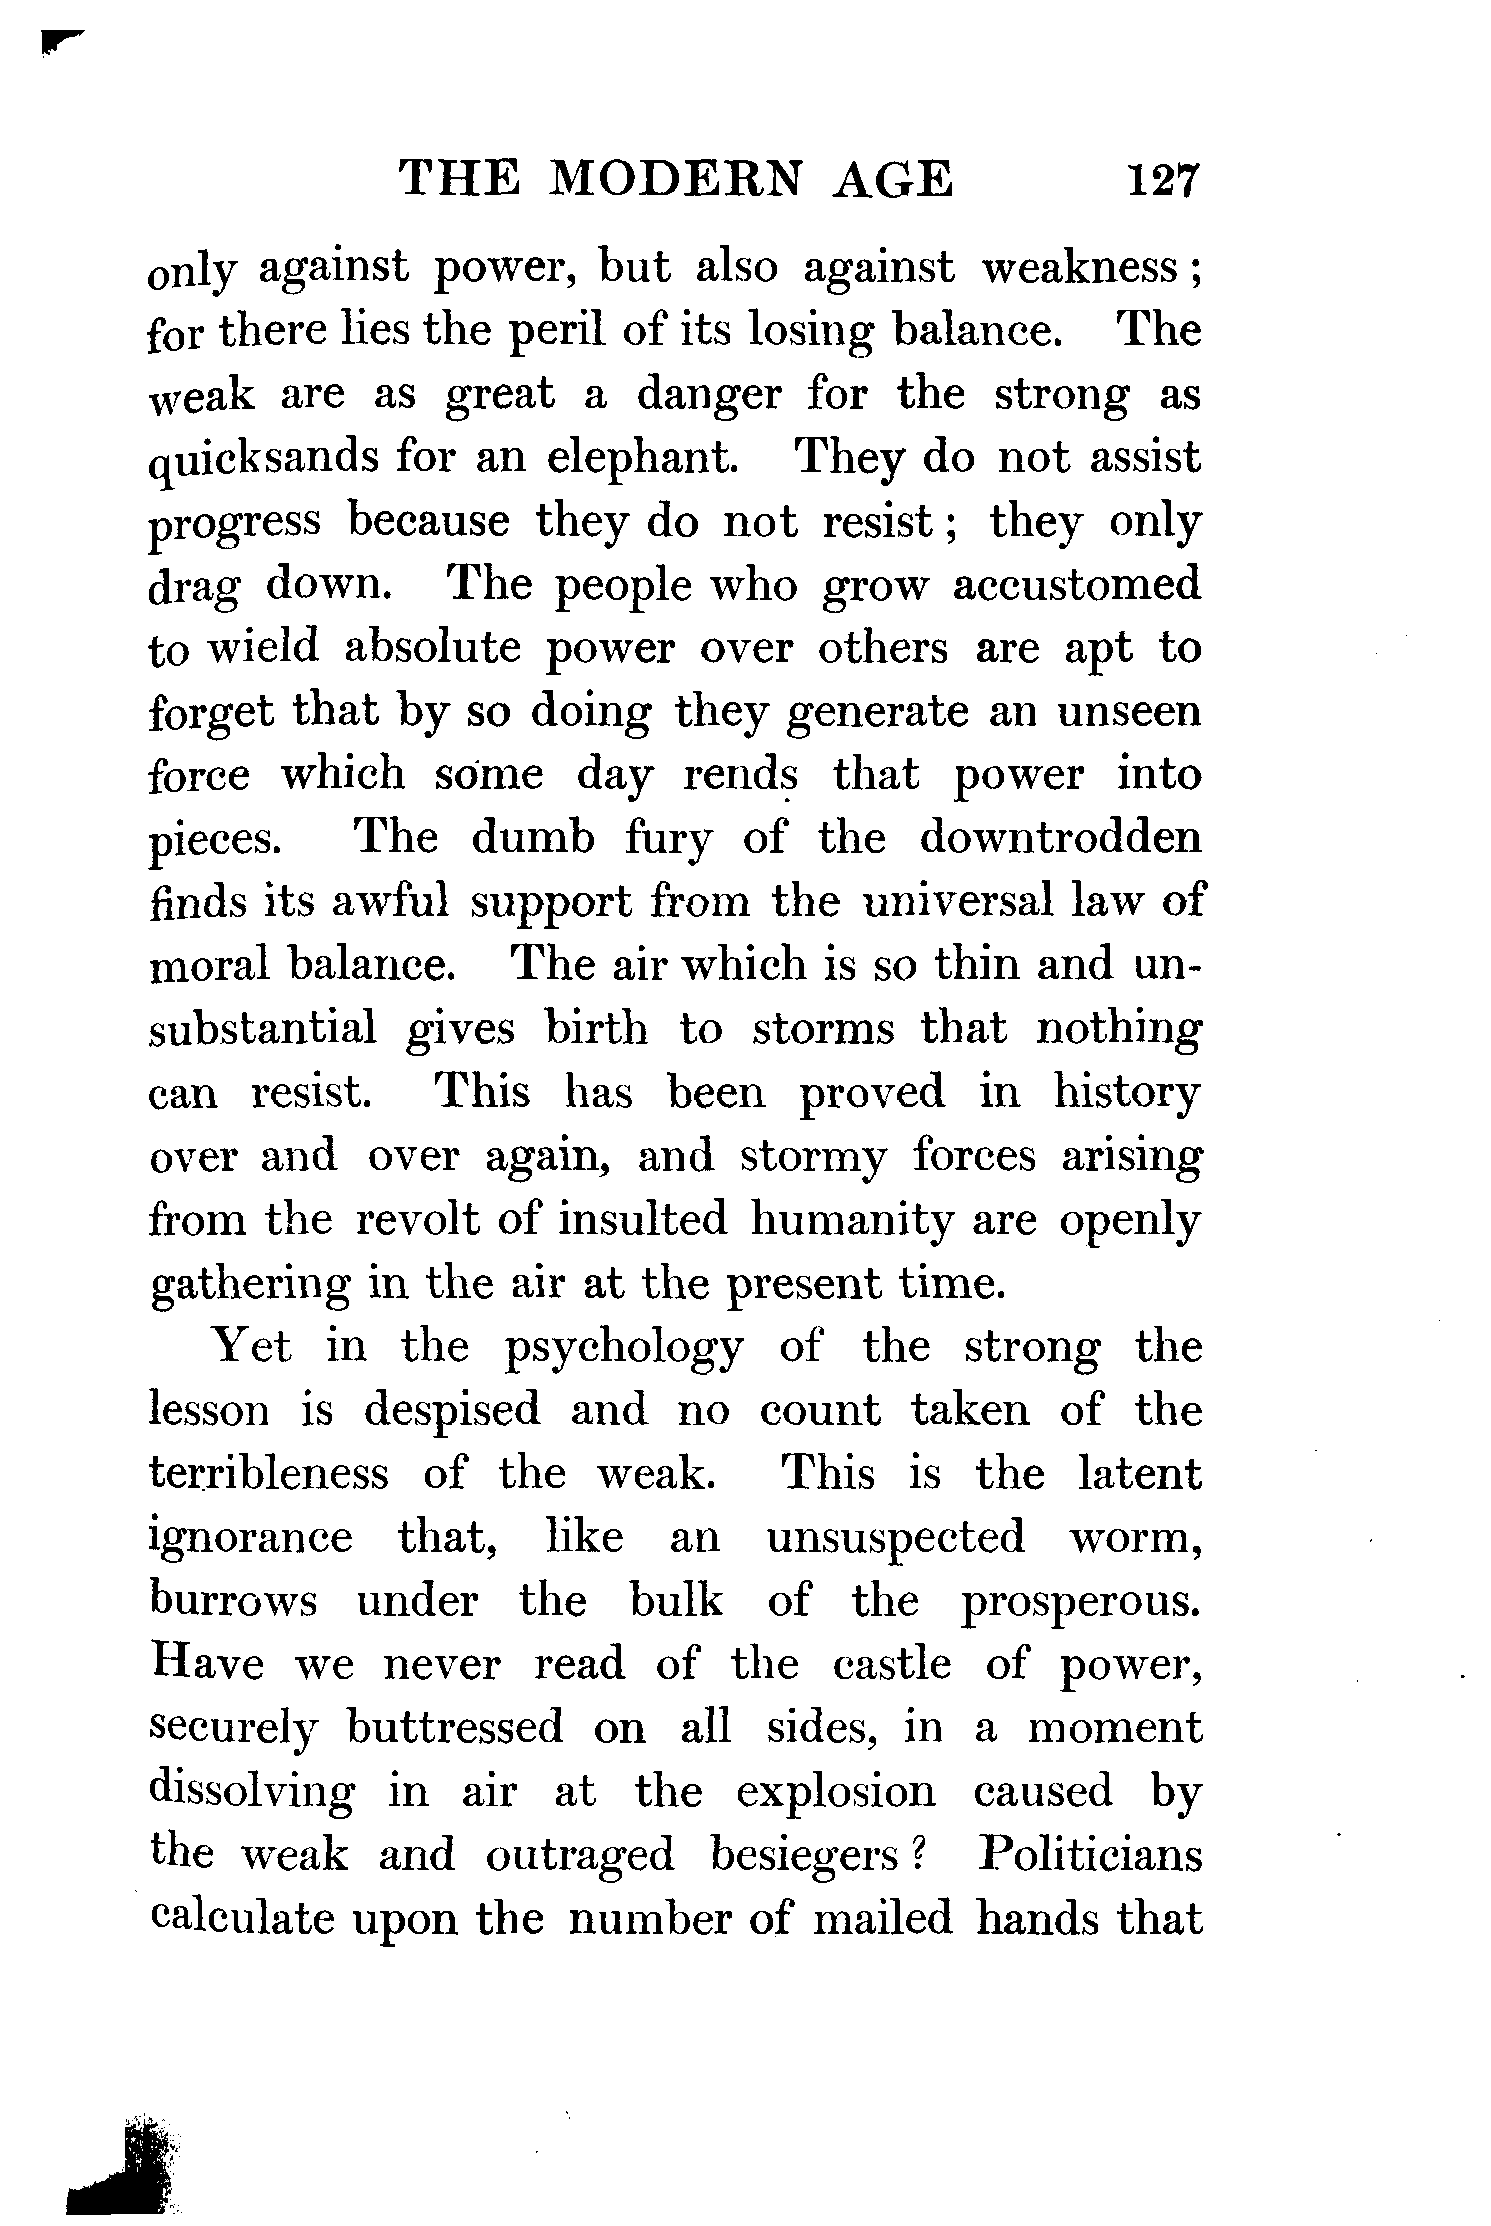 THE MODERN AGE 127
only against power, but also against weakness ;
for there lies the peril of its losing balance. The
weak are as great a danger for the strong as
quicksands for an elephant. They do not assist
progress because they do not resist ; they only
drag down. The people who grow accustomed
to wield absolute power over others are apt to
forget that by so doing they generate an unseen
force which some day rends that power into
pieces. The dumb fury of the downtrodden
finds its awful support from the universal law of
moral balance. The air which is so thin and un-
substantial gives birth to storms that nothing
can resist. This has been proved in history
over and over again, and stormy forces arising
from the revolt of insulted humanity are openly
gathering in the air at the present time.
Yet in the psychology of the strong the
lesson is despised and no count taken of the
terribleness of the weak. This is the latent
ignorance that, like an unsuspected worm,
burrows under the bulk of the prosperous.
Have we never read of the castle of power,
securely buttressed on all sides, in a moment
dissolving in air at the explosion caused by
the weak and outraged besiegers ? Politicians
calculate upon the number of mailed hands that